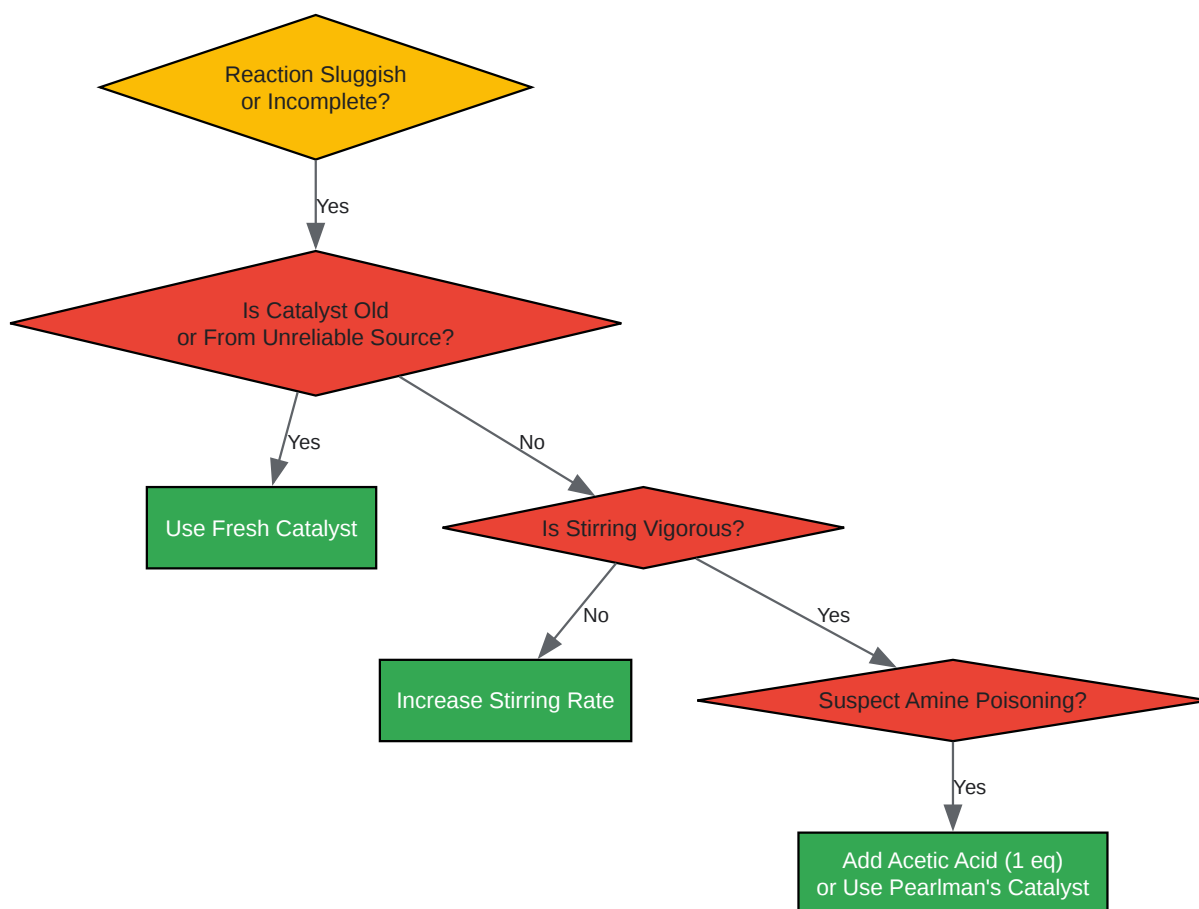 Reaction Sluggish
or Incomplete?
Yes
Is Catalyst Old
or From Unreliable Source?
Yes
No
Use Fresh Catalyst
Is Stirring Vigorous?
No
Yes
Increase Stirring Rate
Suspect Amine Poisoning?
Yes
Add Acetic Acid (1 eq)
or Use Pearlman's Catalyst